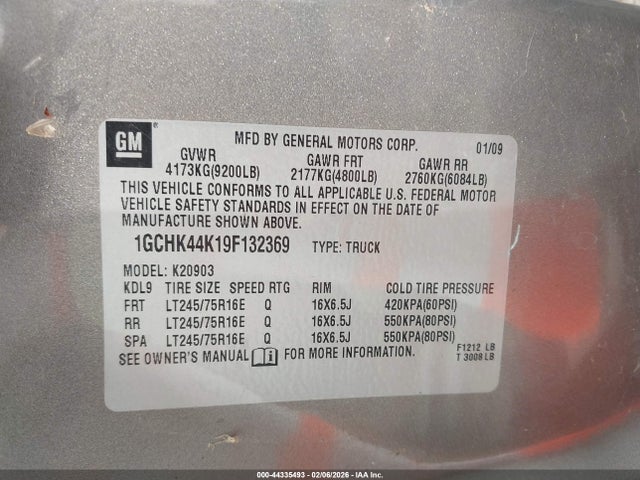 GM
MFD BY GENERAL MOTORS CORP. 01/09
GVWR GAWR FRT GAWR RR
4173KG(9200LB) 2177KG(4800LB) 2760KG(6084LB)
THIS VEHICLE CONFORMS TO ALL APPLICABLE U.S. FEDERAL MOTOR
VEHICLE SAFETY STANDARDS IN EFFECT ON THE DATE OF
MANUFACTURE SHOWN ABOVE.
1GCHK44K19F132369 TYPE: TRUCK
MODEL: K20903
KDL9 TIRE SIZE SPEED RTG RIM COLD TIRE PRESSURE
FRT LT245/75R16E Q 16X6.5J 420KPA(60PSI)
RR LT245/75R16E Q 16X6.5J 550KPA(80PSI)
SPA LT245/75R16E Q 16X6.5J 550KPA(80PSI)
SEE OWNER'S MANUAL FOR MORE INFORMATION.
F1212 LB
T 3008 LB
000-44335493 - 02/06/2026 - IAA Inc.